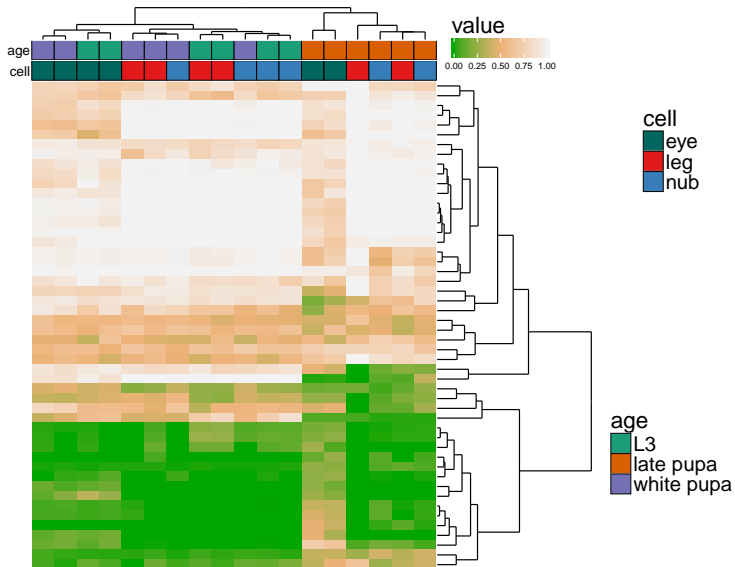 value
0.00 0.25 0.50 0.75 1.00
age
cell
cell
eye
leg
nub
age
L3
late pupa
white pupa